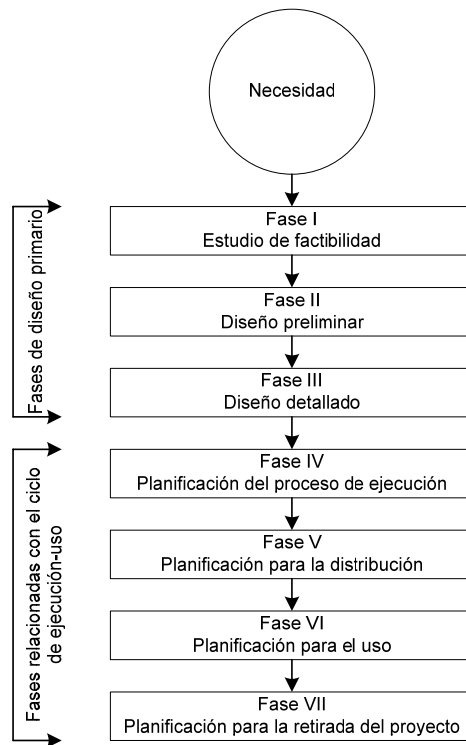 Necesidad
Fases de diseño primario
Fase I
Estudio de factibilidad
Fase II
Diseño preliminar
Fase III
Diseño detallado
Fases relacionadas con el ciclo
de ejecución-uso
Fase IV
Planificación del proceso de ejecución
Fase V
Planificación para la distribución
Fase VI
Planificación para el uso
Fase VII
Planificación para la retirada del proyecto